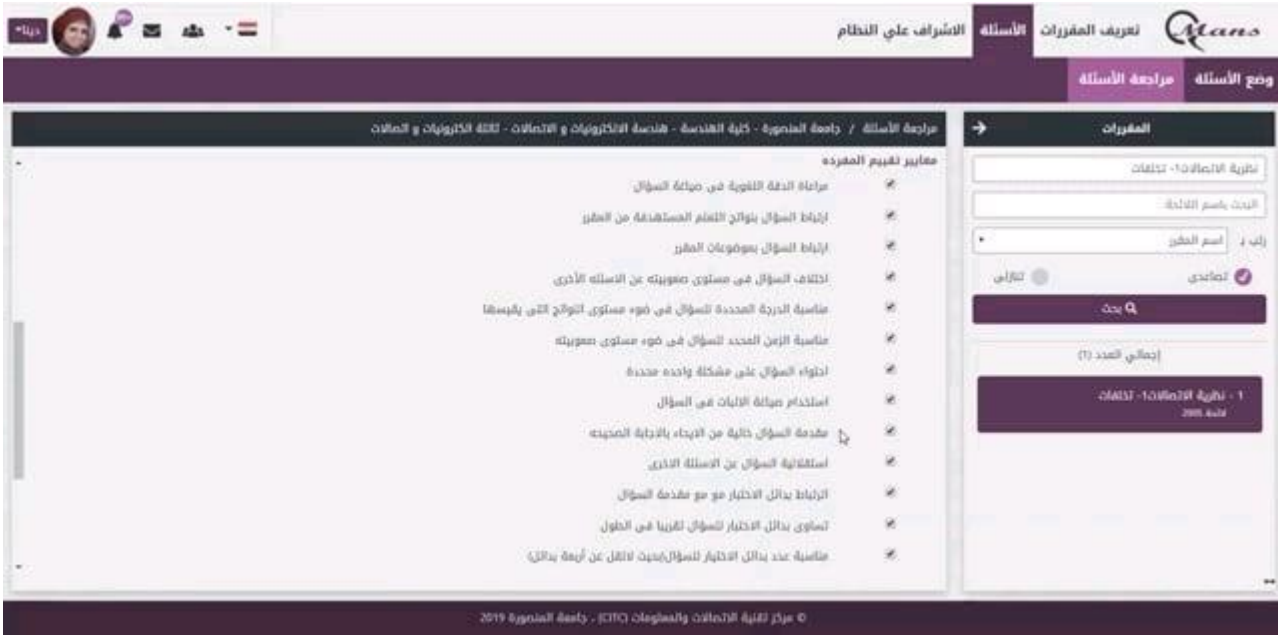 Mans
تعريف المقررات
الأسئلة
الاشراف علي النظام
دينا
وضع الأسئلة
مراجعة الأسئلة
المقررات
نظرية الاتصالات1- تخلفات
البحث باسم اللائحة
رتب بـ
اسم المقرر
تصاعدى
تنازلى
بحث
إجمالي العدد (1)
1 - نظرية الاتصالات1- تخلفات
لائحة 2005
مراجعة الأسئلة / جامعة المنصورة - كلية الهندسة - هندسة الالكترونيات و الاتصالات - ثالثة الكترونيات و اتصالات
معايير تقييم المفرده
مراعاة الدقة اللغوية فى صياغة السؤال
ارتباط السؤال بنواتج التعلم المستهدفة من المقرر
ارتباط السؤال بموضوعات المقرر
اختلاف السؤال فى مستوى صعوبيته عن الاسئله الأخرى
مناسبة الدرجة المحددة للسؤال فى ضوء مستوى النواتج التى يقيسها
مناسبة الزمن المحدد للسؤال فى ضوء مستوى صعوبيته
احتواء السؤال على مشكلة واحده محددة
استخدام صياغة الاثبات فى السؤال
مقدمة السؤال خالية من الايحاء بالاجابة الصحيحه
استقلالية السؤال عن الاسئلة الاخرى
اترتباط بدائل الاختيار مع مع مقدمة السؤال
تساوى بدائل الاختيار للسؤال تقريبا فى الطول
مناسبة عدد بدائل الاختيار للسؤال(بحيث لاتقل عن أربعة بدائل)
© مركز تقنية الاتصالات والمعلومات (CITC) - جامعة المنصورة 2019